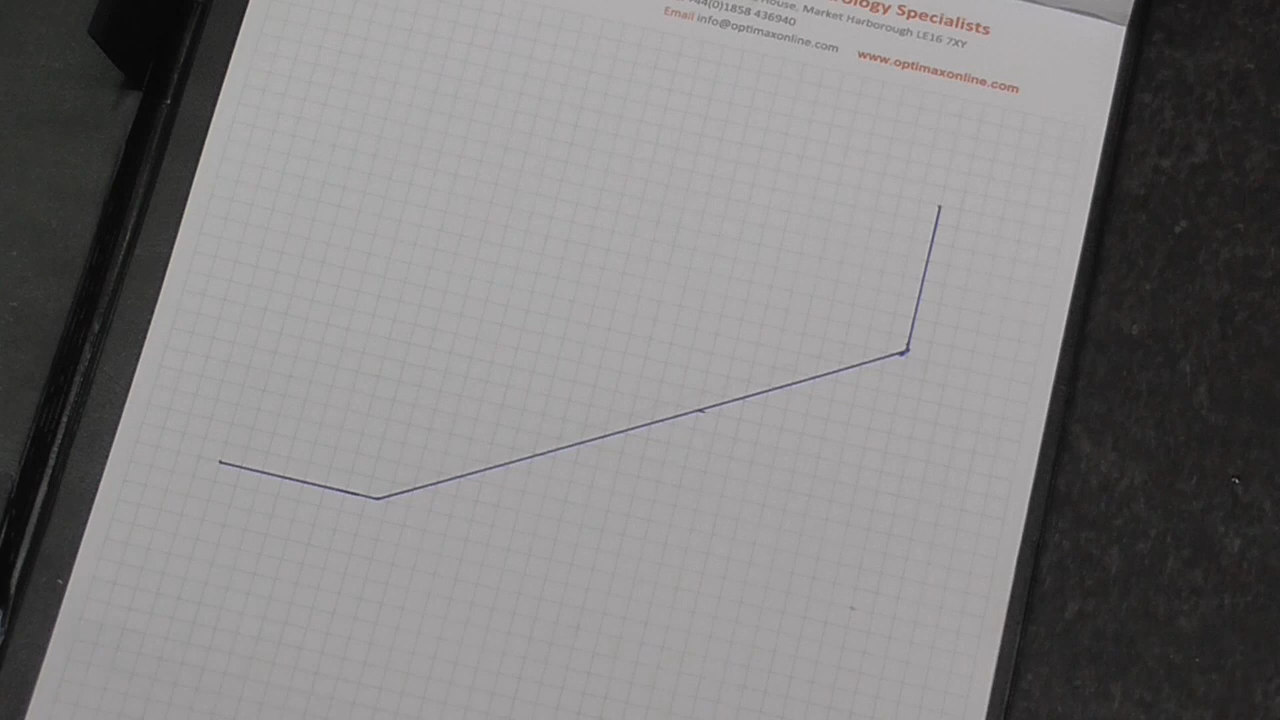 ology Specialists
House, Market Harborough LE16 7XY
44(0)1858 436940
Email info@optimaxonline.com www.optimaxonline.com